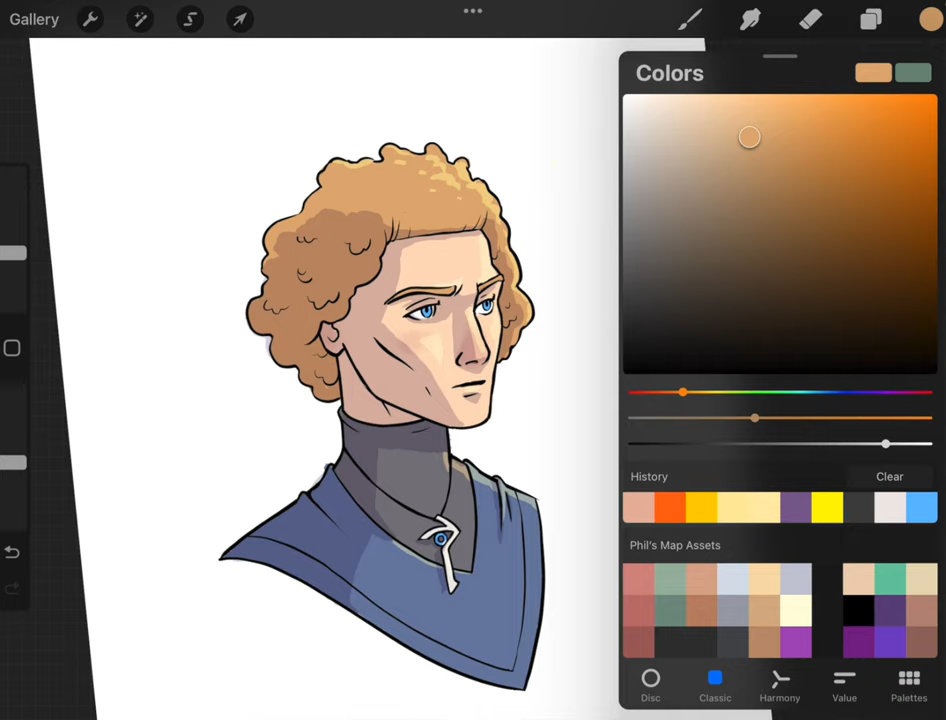 Gallery
Colors
History
Clear
Phil's Map Assets
Disc
Classic
Harmony
Value
Palettes